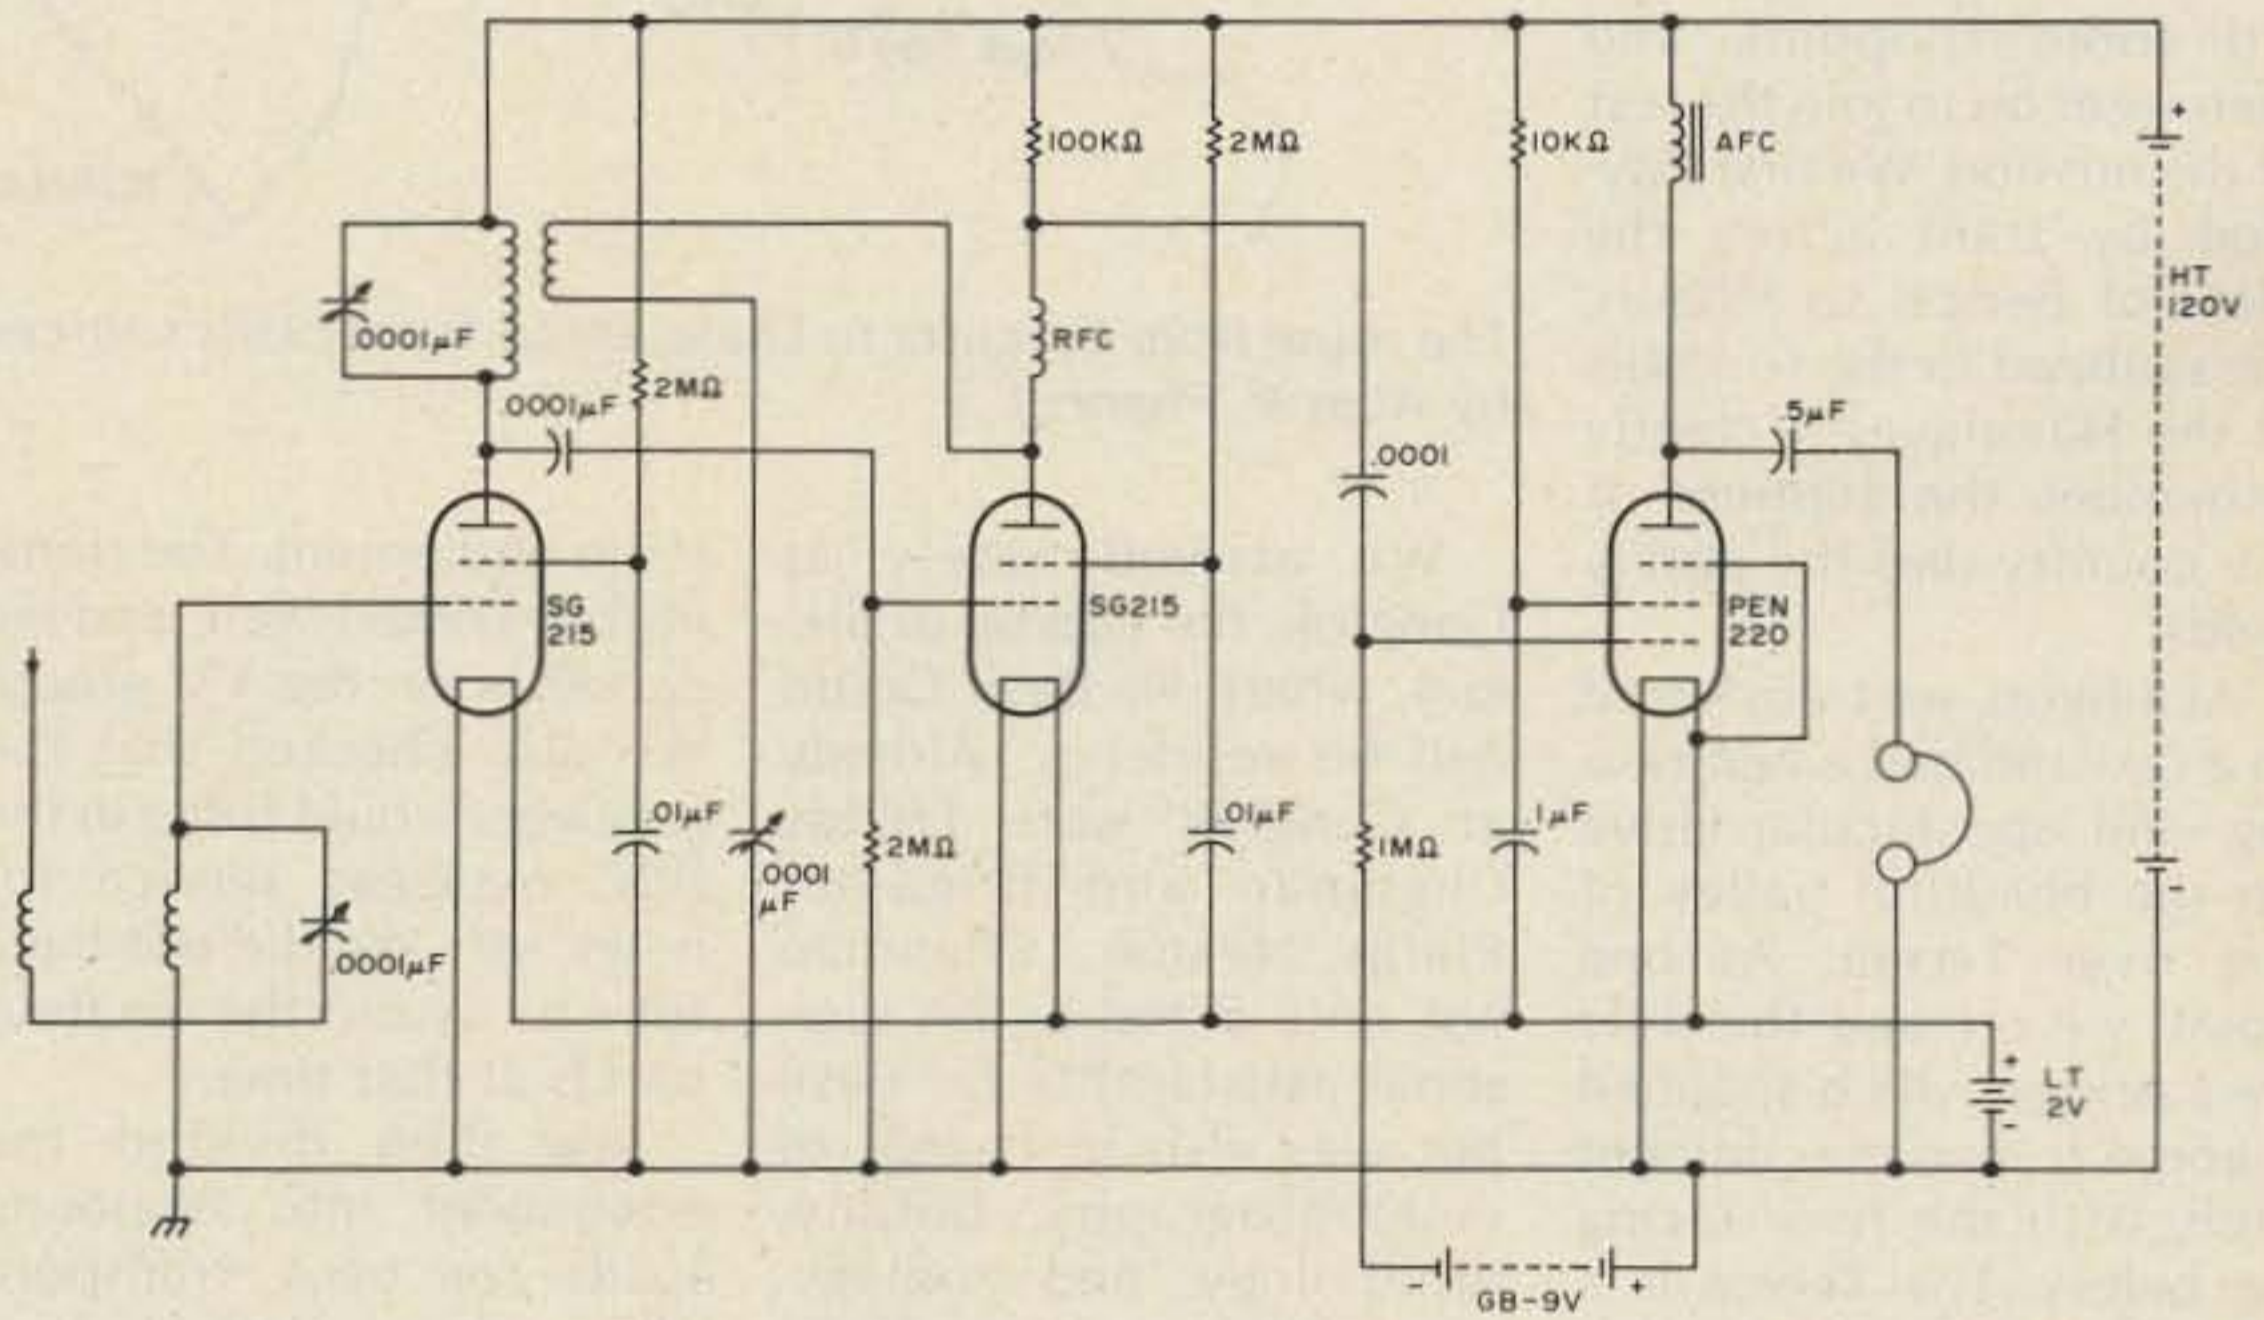 100KΩ
2MΩ
10KΩ
AFC
+
HT
120V
.0001µF
RFC
2MΩ
.0001µF
.5µF
.0001
SG
215
SG215
PEN
220
.01µF
.0001
µF
2MΩ
.01µF
1MΩ
.1µF
-
.0001µF
+
LT
2V
-
-
+
GB-9V